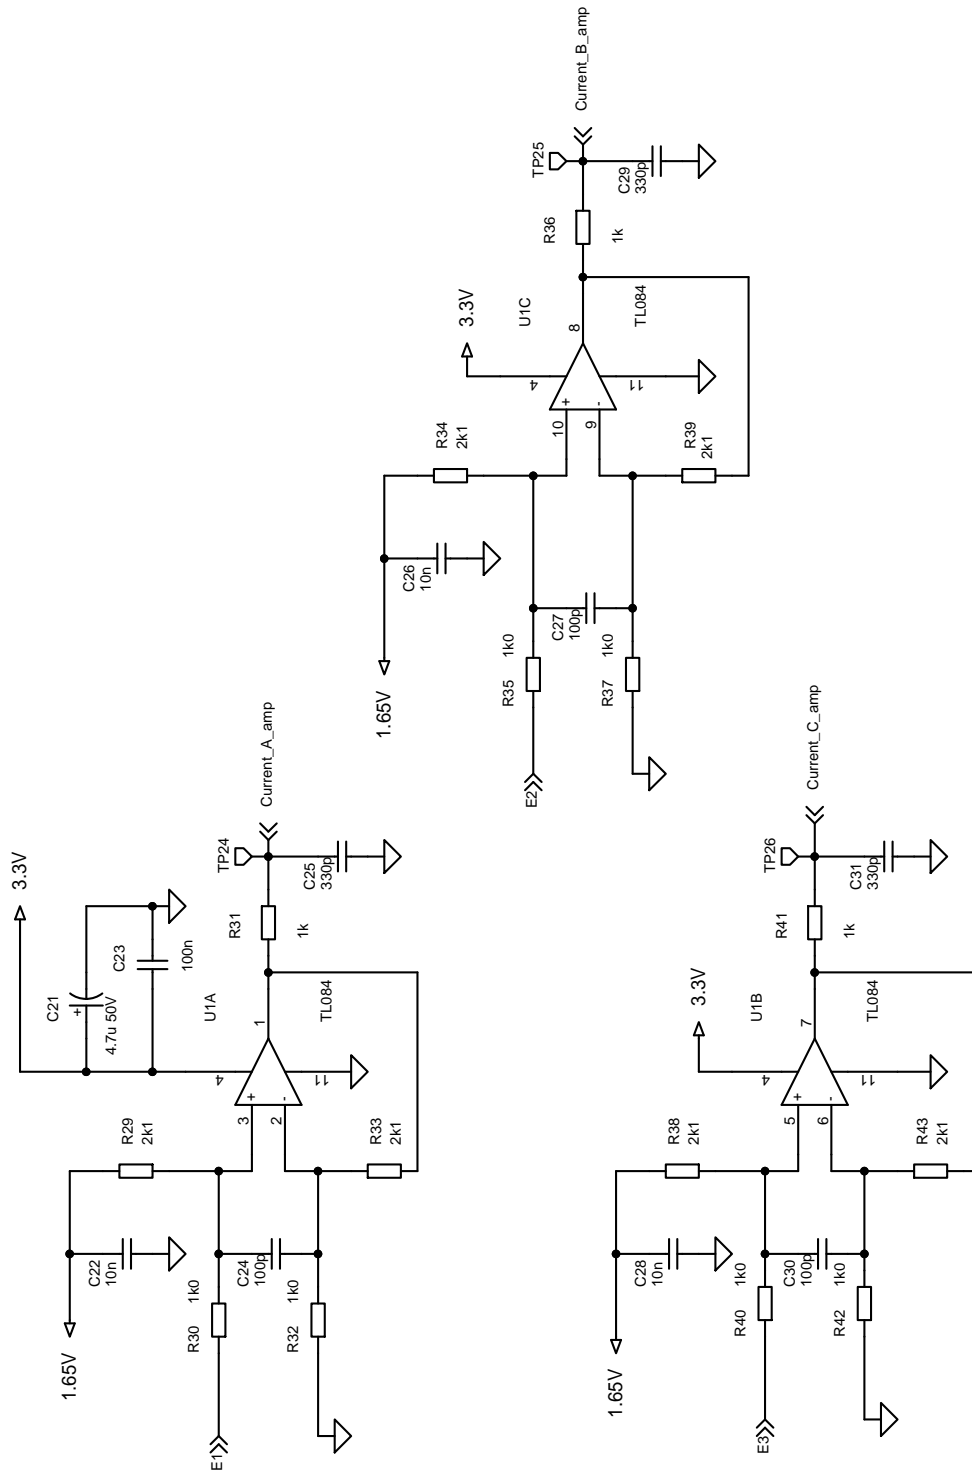 3.3V
C21
+
4.7u 50V
C23
100n
1.65V
C22
10n
R29
2k1
E1
R30
1k0
C24
100p
R32
1k0
R33
2k1
3
2
+
-
4
11
1
U1A
TL084
R31
1k
TP24
C25
330p
Current_A_amp
1.65V
C26
10n
R34
2k1
3.3V
E2
R35
1k0
C27
100p
R37
1k0
R39
2k1
10
9
+
-
4
11
8
U1C
TL084
R36
1k
TP25
C29
330p
Current_B_amp
1.65V
C28
10n
R38
2k1
3.3V
E3
R40
1k0
C30
100p
R42
1k0
R43
2k1
5
6
+
-
4
11
7
U1B
TL084
R41
1k
TP26
C31
330p
Current_C_amp